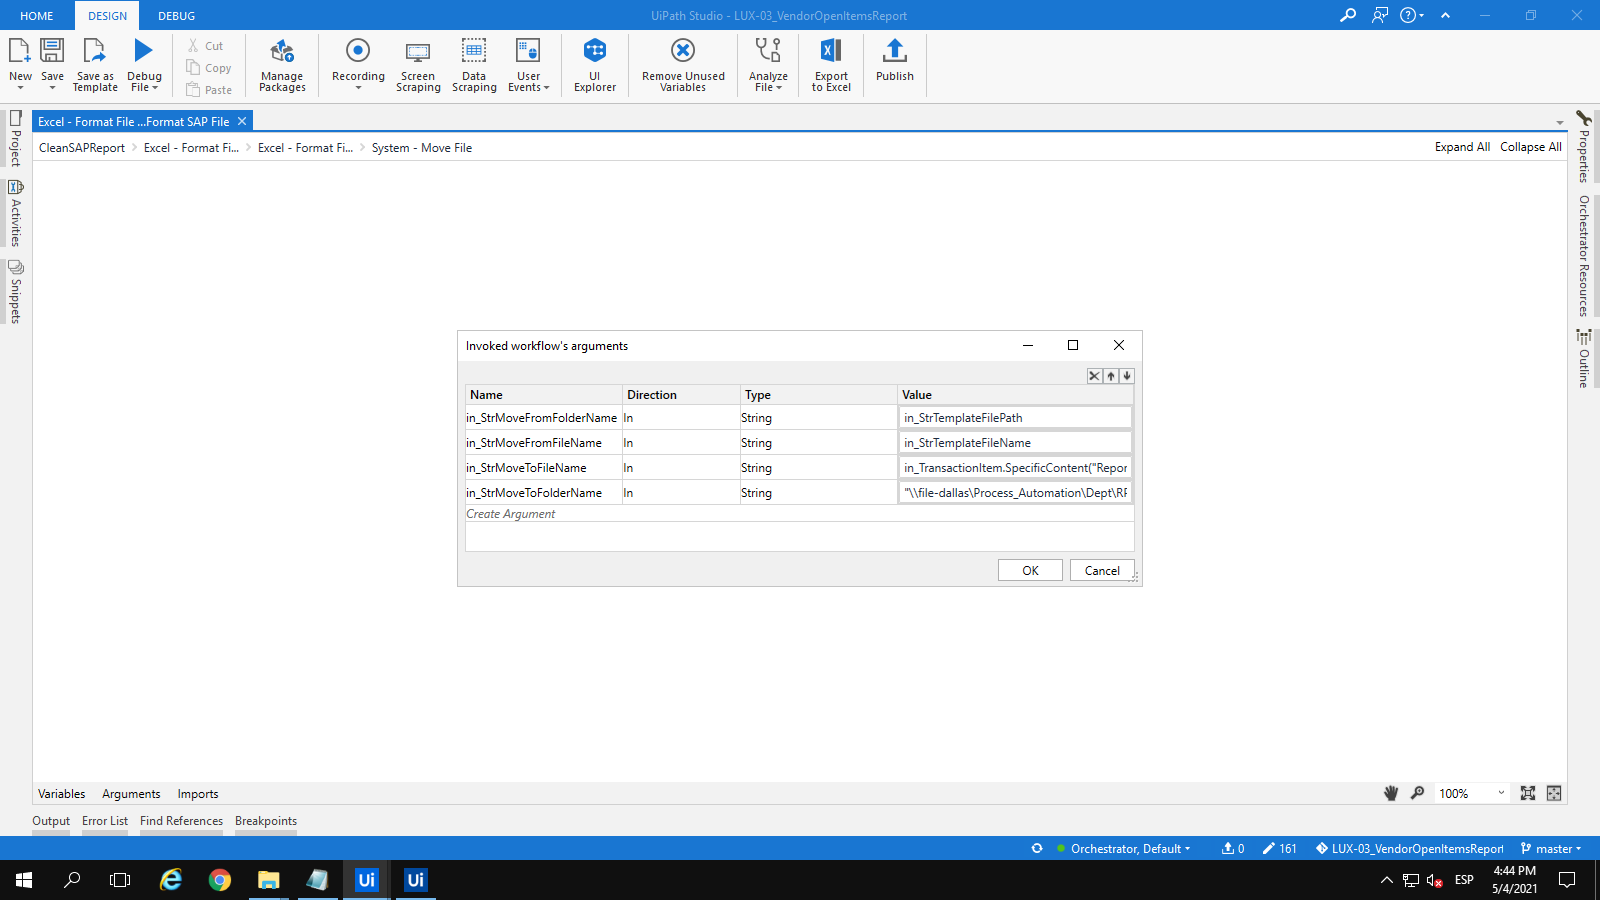 HOME DESIGN DEBUG UiPath Studio - LUX-03_VendorOpenItemsReport
New Save Save as Template Debug File Cut Copy Paste Manage Packages Recording Screen Scraping Data Scraping User Events UI Explorer Remove Unused Variables Analyze File Export to Excel Publish
Excel - Format File ...Format SAP File
CleanSAPReport Excel - Format Fi... Excel - Format Fi... System - Move File Expand All Collapse All
Project
Activities
Snippets
Properties
Orchestrator Resources
Outline
Invoked workflow's arguments
Name Direction Type Value
in_StrMoveFromFolderName In String in_StrTemplateFilePath
in_StrMoveFromFileName In String in_StrTemplateFileName
in_StrMoveToFileName In String in_TransactionItem.SpecificContent("Repor
in_StrMoveToFolderName In String "\\file-dallas\Process_Automation\Dept\RF
Create Argument
OK Cancel
Variables Arguments Imports 100%
Output Error List Find References Breakpoints
Orchestrator, Default 0 161 LUX-03_VendorOpenItemsReport master
Ui Ui ESP 4:44 PM
5/4/2021